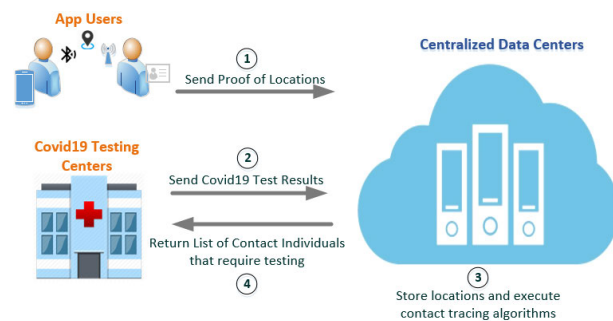 App Users
1
Send Proof of Locations
Centralized Data Centers
Covid19 Testing
Centers
2
Send Covid19 Test Results
Return List of Contact Individuals
that require testing
4
3
Store locations and execute
contact tracing algorithms